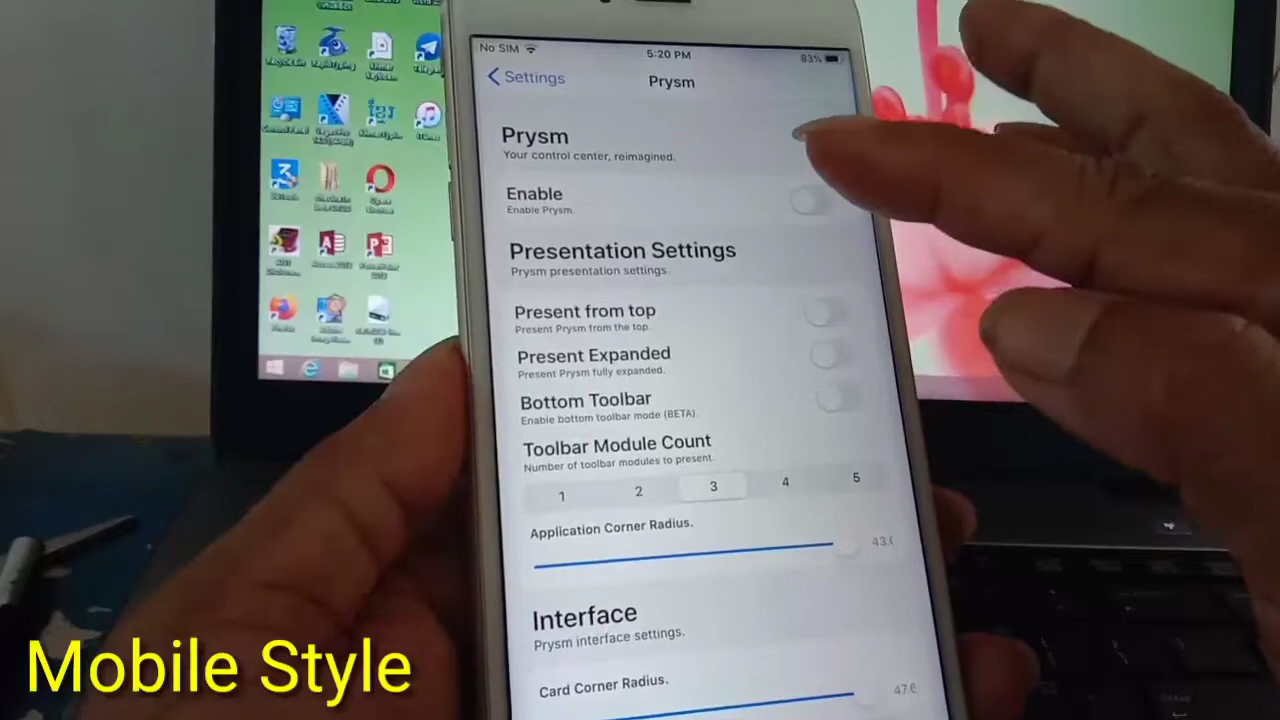 No SIM
5:20 PM
83%
Settings
Prysm
Prysm
Your control center, reimagined.
Enable
Enable Prysm.
Presentation Settings
Prysm presentation settings.
Present from top
Present Prysm from the top.
Present Expanded
Present Prysm fully expanded.
Bottom Toolbar
Enable bottom toolbar mode (BETA).
Toolbar Module Count
Number of toolbar modules to present.
1 2 3 4 5
Application Corner Radius.
Interface
Prysm interface settings.
Card Corner Radius.
Mobile Style